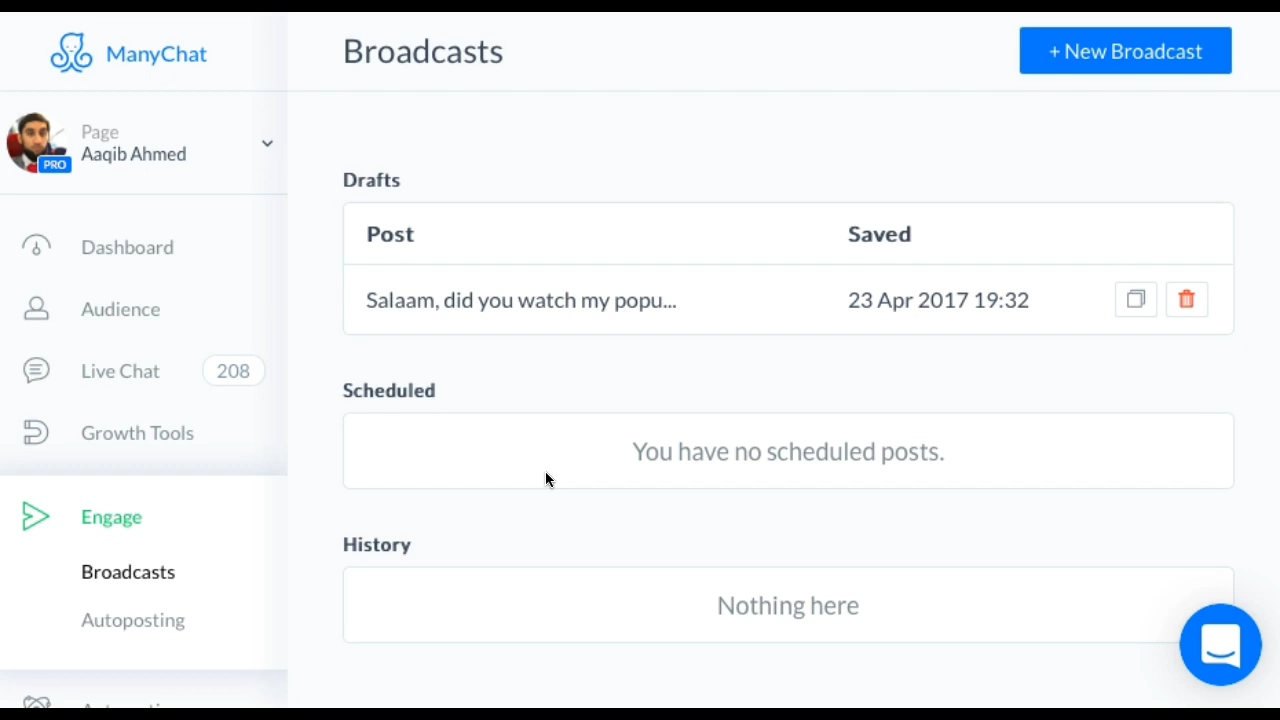 ManyChat
Broadcasts
+ New Broadcast
Page
Aaqib Ahmed
PRO
Dashboard
Audience
Live Chat 208
Growth Tools
Engage
Broadcasts
Autoposting
Drafts
Post Saved
Salaam, did you watch my popu... 23 Apr 2017 19:32
Scheduled
You have no scheduled posts.
History
Nothing here